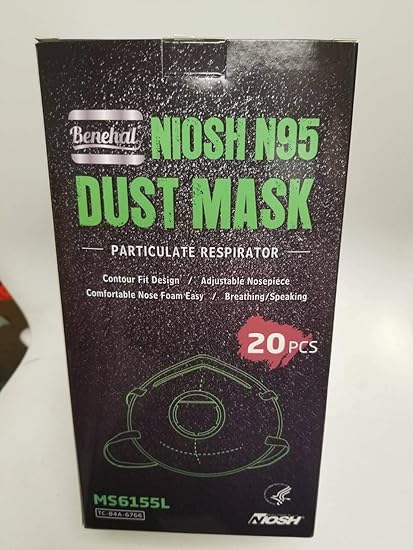 Benehal
NIOSH N95
DUST MASK
PARTICULATE RESPIRATOR
Contour Fit Design / Adjustable Nosepiece
Comfortable Nose Foam Easy / Breathing/Speaking
20 PCS
MS6155L
TC-84A-6766
NIOSH